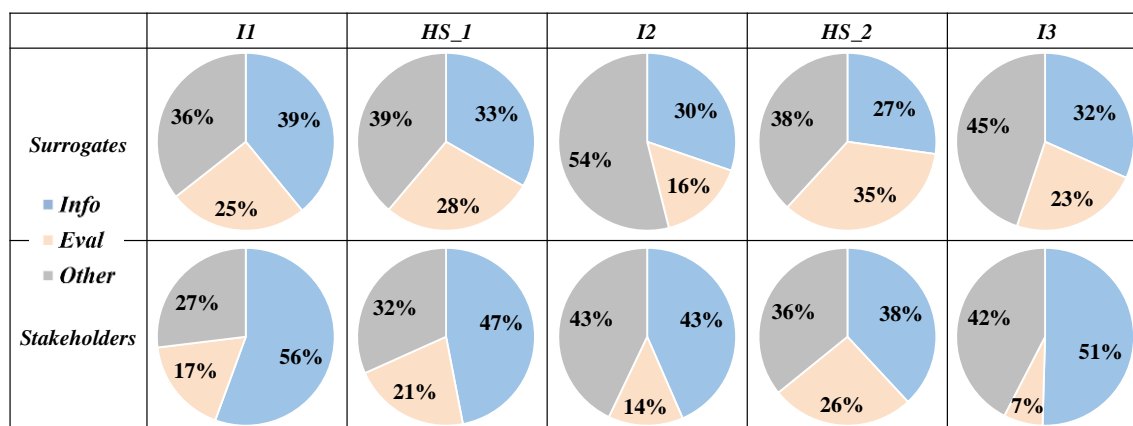 I1 HS_1 I2 HS_2 I3
Surrogates
36% 39% 25%
39% 33% 28%
54% 30% 16%
38% 27% 35%
45% 32% 23%
Info
Eval
Other
Stakeholders
27% 56% 17%
32% 47% 21%
43% 43% 14%
36% 38% 26%
42% 51% 7%